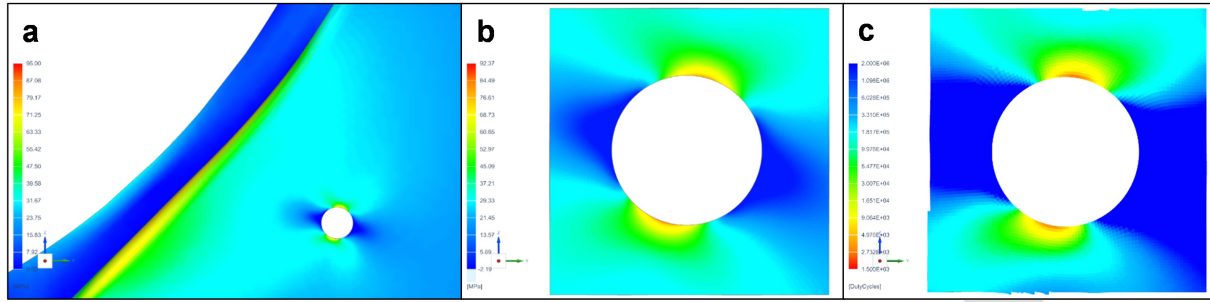 a
95.00
87.08
79.17
71.25
63.33
55.42
47.50
39.58
31.67
23.75
15.83
7.92
b
92.37
84.49
76.61
68.73
60.85
52.97
45.09
37.21
29.33
21.45
13.57
5.69
-2.18
[MPa]
c
2.000E+06
1.098E+06
6.025E+05
3.310E+05
1.817E+05
9.975E+04
5.477E+04
3.007E+04
1.651E+04
9.064E+03
2.732E+03
1.500E+03
[DutyCycles]